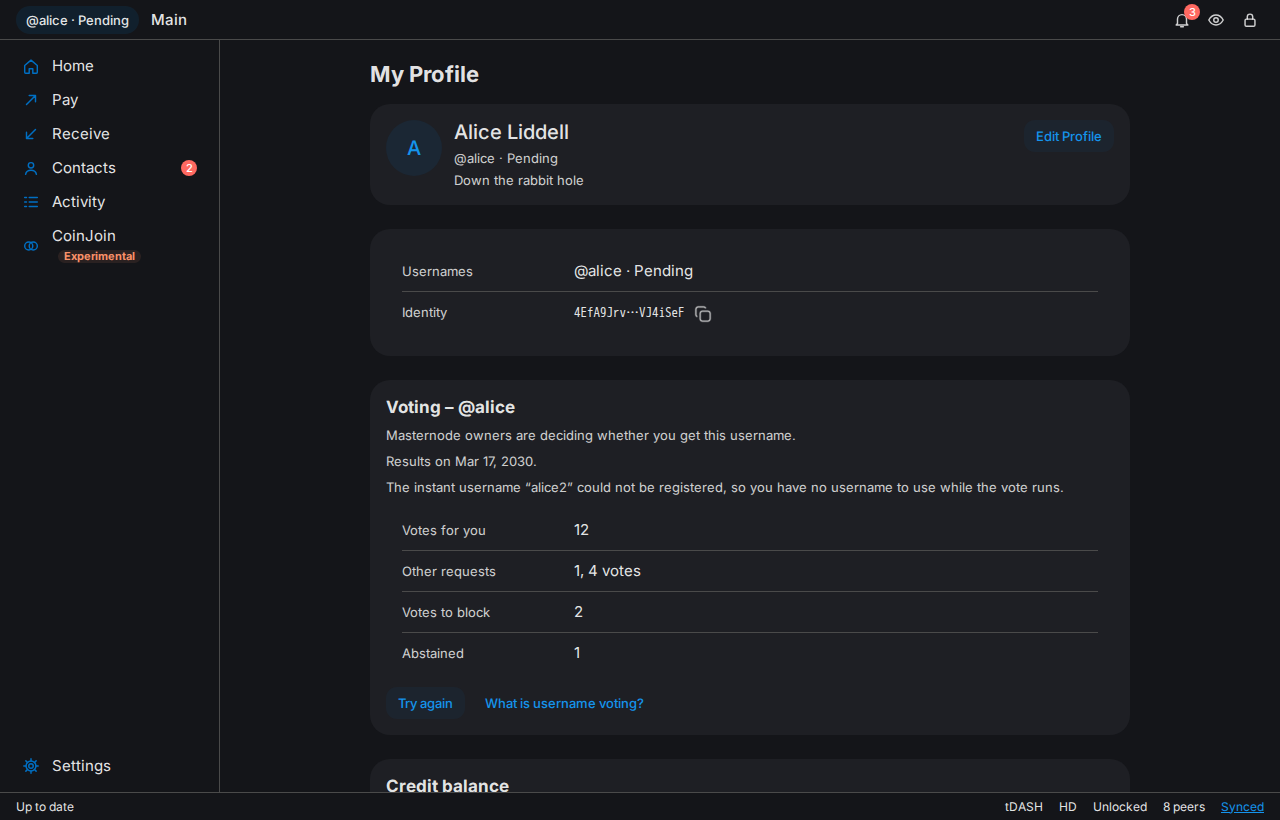 @alice · Pending
Main
3
Home
Pay
Receive
Contacts
2
Activity
CoinJoin
Experimental
Settings
My Profile
A
Alice Liddell
@alice · Pending
Down the rabbit hole
Edit Profile
Usernames
@alice · Pending
Identity
4EfA9Jrv⋯VJ4iSeF
Voting – @alice
Masternode owners are deciding whether you get this username.
Results on Mar 17, 2030.
The instant username “alice2” could not be registered, so you have no username to use while the vote runs.
Votes for you
12
Other requests
1, 4 votes
Votes to block
2
Abstained
1
Try again
What is username voting?
Credit balance
Up to date
tDASH
HD
Unlocked
8 peers
Synced